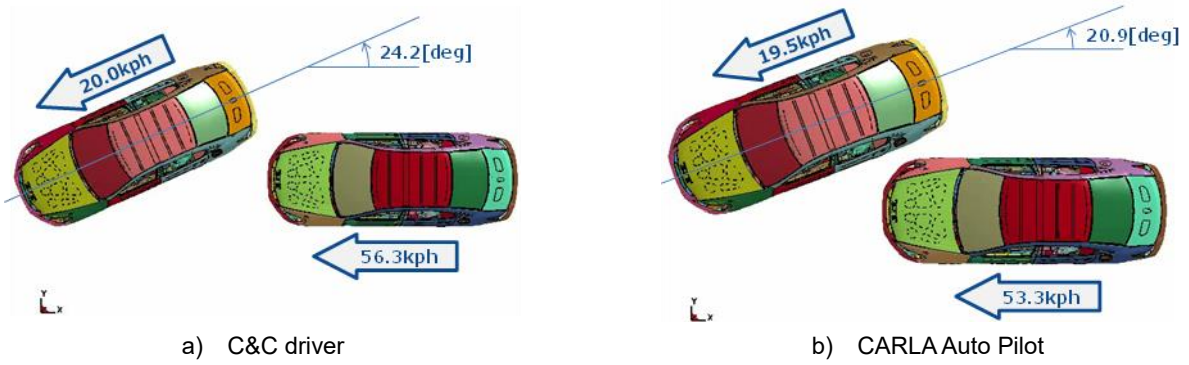 20.0kph
24.2[deg]
56.3kph
Y
X
a) C&C driver
19.5kph
20.9[deg]
53.3kph
Y
X
b) CARLA Auto Pilot